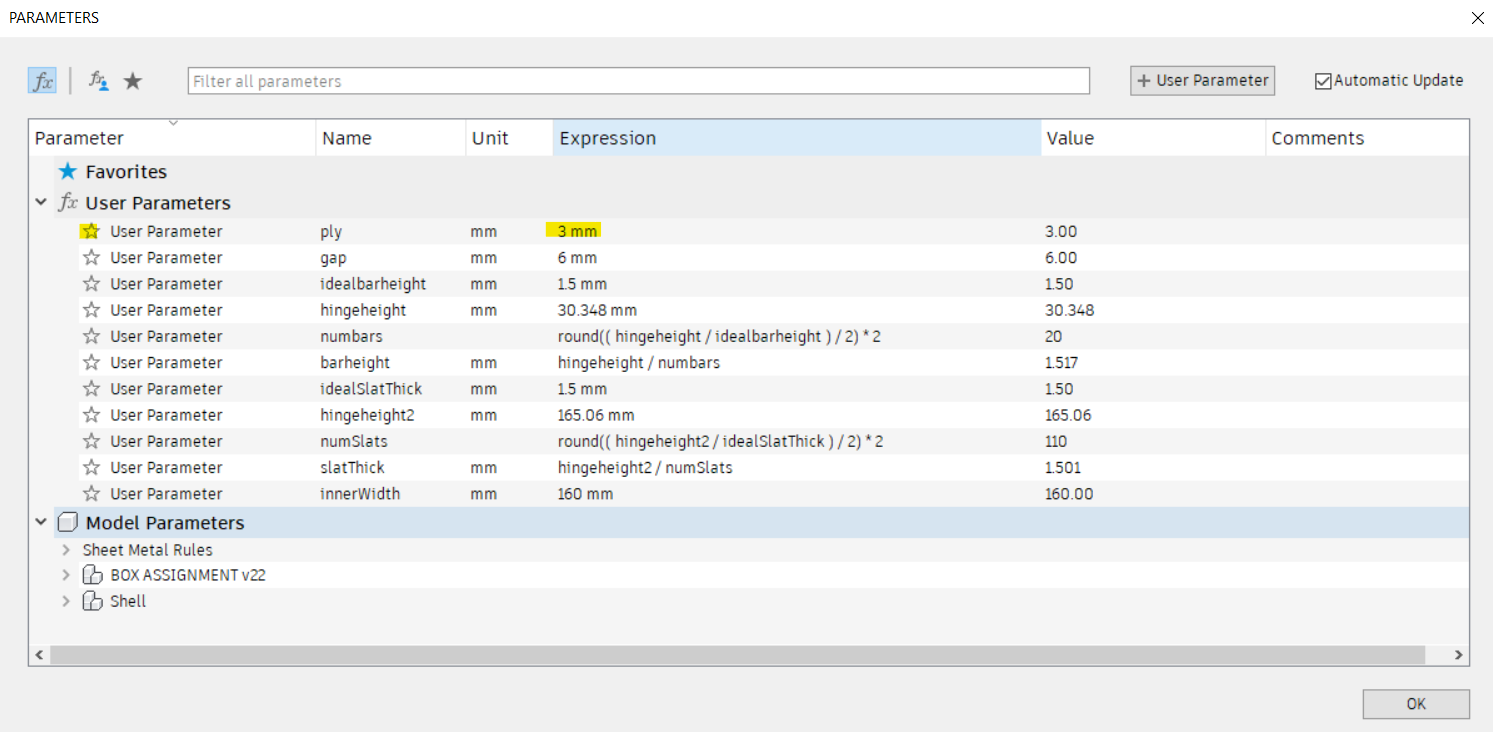 PARAMETERS
fx fx Filter all parameters + User Parameter Automatic Update
Parameter Name Unit Expression Value Comments
Favorites
fx User Parameters
User Parameter ply mm 3 mm 3.00
User Parameter gap mm 6 mm 6.00
User Parameter idealbarheight mm 1.5 mm 1.50
User Parameter hingeheight mm 30.348 mm 30.348
User Parameter numbars round(( hingeheight / idealbarheight ) / 2) * 2 20
User Parameter barheight mm hingeheight / numbars 1.517
User Parameter idealSlatThick mm 1.5 mm 1.50
User Parameter hingeheight2 mm 165.06 mm 165.06
User Parameter numSlats round(( hingeheight2 / idealSlatThick ) / 2) * 2 110
User Parameter slatThick mm hingeheight2 / numSlats 1.501
User Parameter innerWidth mm 160 mm 160.00
Model Parameters
Sheet Metal Rules
BOX ASSIGNMENT v22
Shell
OK